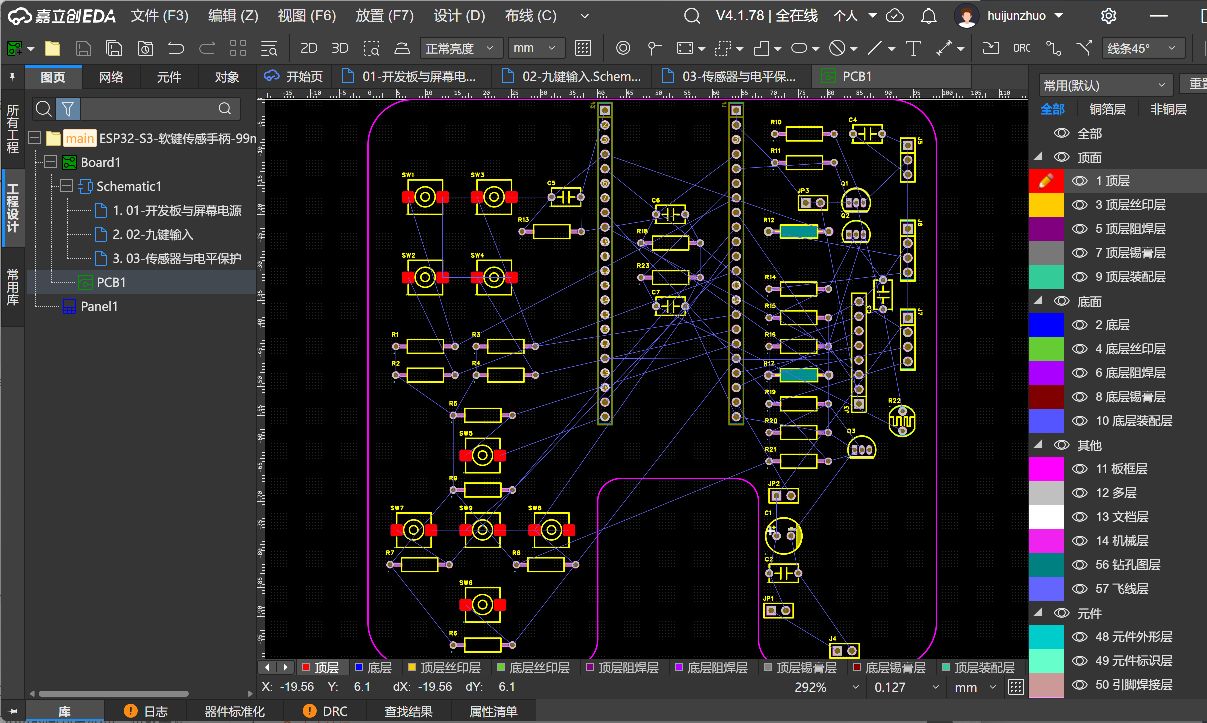 嘉立创EDA 文件 (F3) 编辑 (Z) 视图 (F6) 放置 (F7) 设计 (D) 布线 (C) V4.1.78 | 全在线 个人 huijunzhuo
2D 3D 正常亮度 mm T DRC 线条45°
图页 网络 元件 对象 开始页 01-开发板与屏幕电... 02-九键输入.Schem... 03-传感器与电平保... PCB1 常用(默认) 重置
所有工程
工程设计
常用库
main ESP32-S3-软键传感手柄-99m
Board1
Schematic1
1. 01-开发板与屏幕电源
2. 02-九键输入
3. 03-传感器与电平保护
PCB1
Panel1
R10 C4
R11
SW1 SW3 C5 JP3 Q1
R13 C6 R12 Q2
R18
SW2 SW4 R23 R14
C7 R15 C3
R1 R3 R16
R2 R4 R17
R5 R19 J3 R22
SW5 R20 Q3
R21
R9 JP2
SW7 SW9 SW8 C1
R7 R8 C2
SW6 JP1
R6 J4
全部 铜箔层 非铜层
全部
顶面
1 顶层
3 顶层丝印层
5 顶层阻焊层
7 顶层锡膏层
9 顶层装配层
底面
2 底层
4 底层丝印层
6 底层阻焊层
8 底层锡膏层
10 底层装配层
其他
11 板框层
12 多层
13 文档层
14 机械层
56 钻孔图层
57 飞线层
元件
48 元件外形层
49 元件标识层
50 引脚焊接层
顶层 底层 顶层丝印层 底层丝印层 顶层阻焊层 底层阻焊层 顶层锡膏层 底层锡膏层 顶层装配层
X: -19.56 Y: 6.1 dX: -19.56 dY: 6.1 292% 0.127 mm
库 日志 器件标准化 DRC 查找结果 属性清单